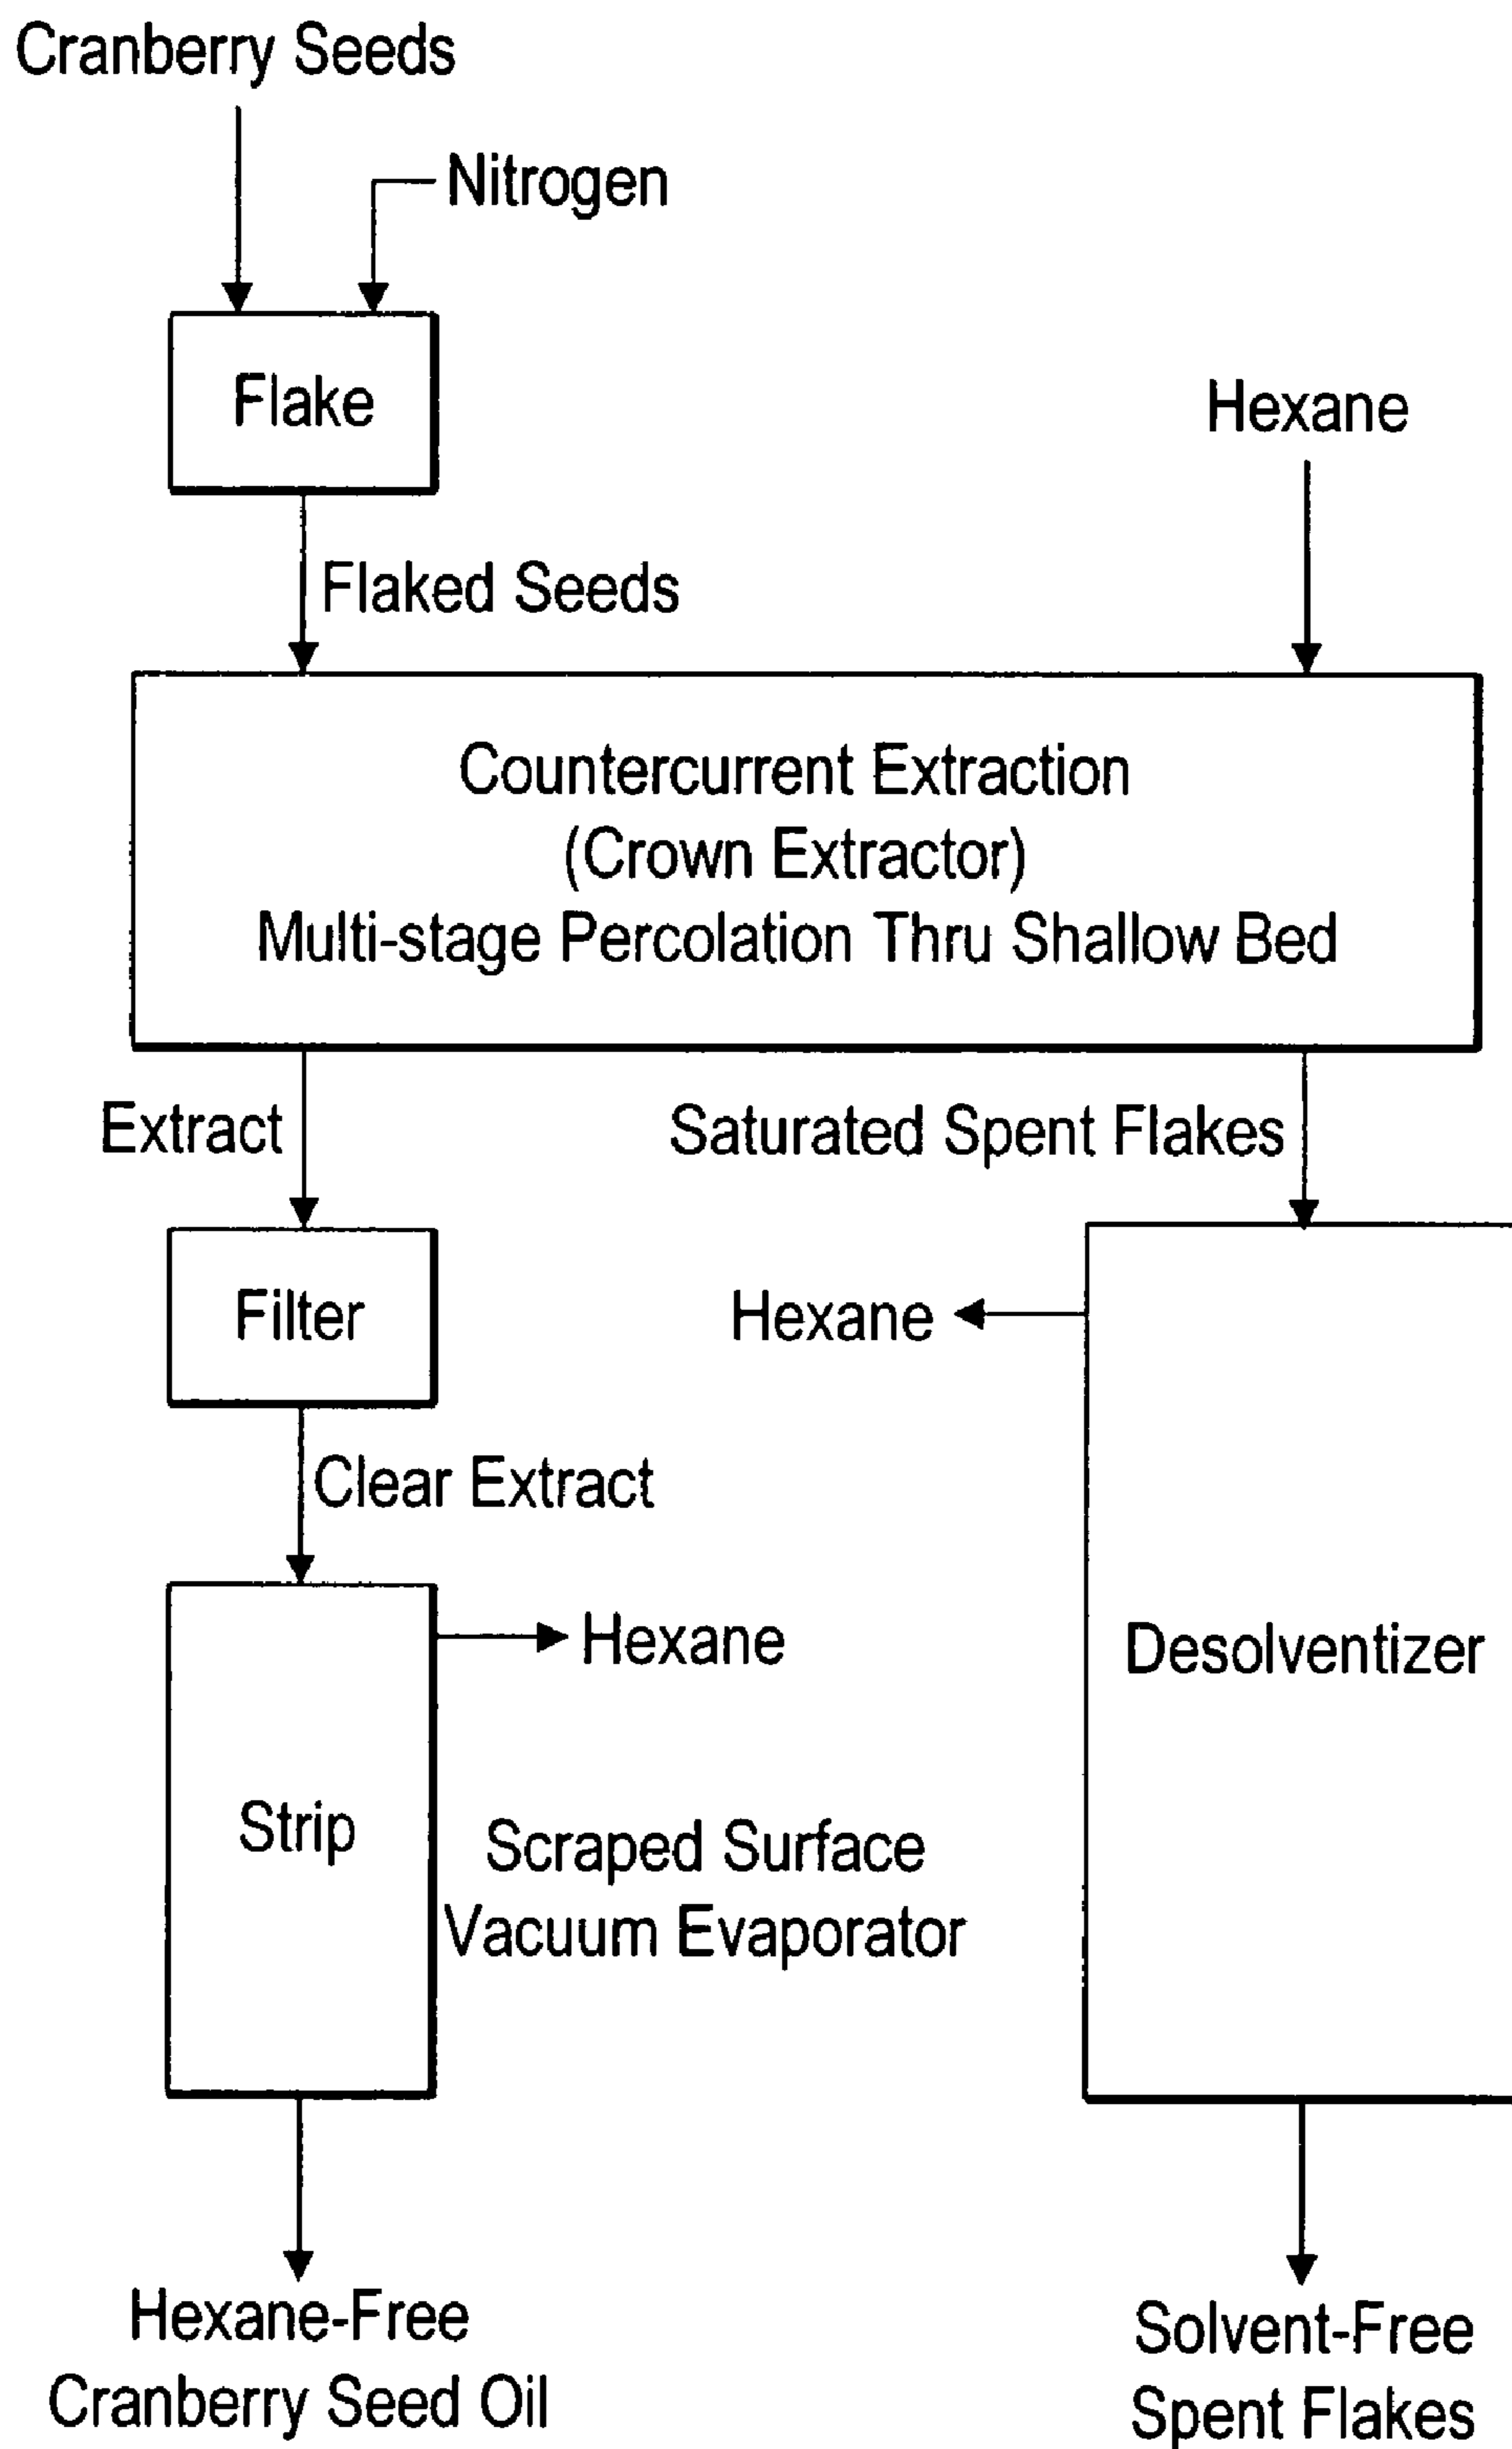 Cranberry Seeds
Nitrogen
Flake
Hexane
Flaked Seeds
Countercurrent Extraction
(Crown Extractor)
Multi-stage Percolation Thru Shallow Bed
Extract
Saturated Spent Flakes
Filter
Hexane
Clear Extract
Hexane
Desolventizer
Strip
Scraped Surface
Vacuum Evaporator
Hexane-Free
Cranberry Seed Oil
Solvent-Free
Spent Flakes